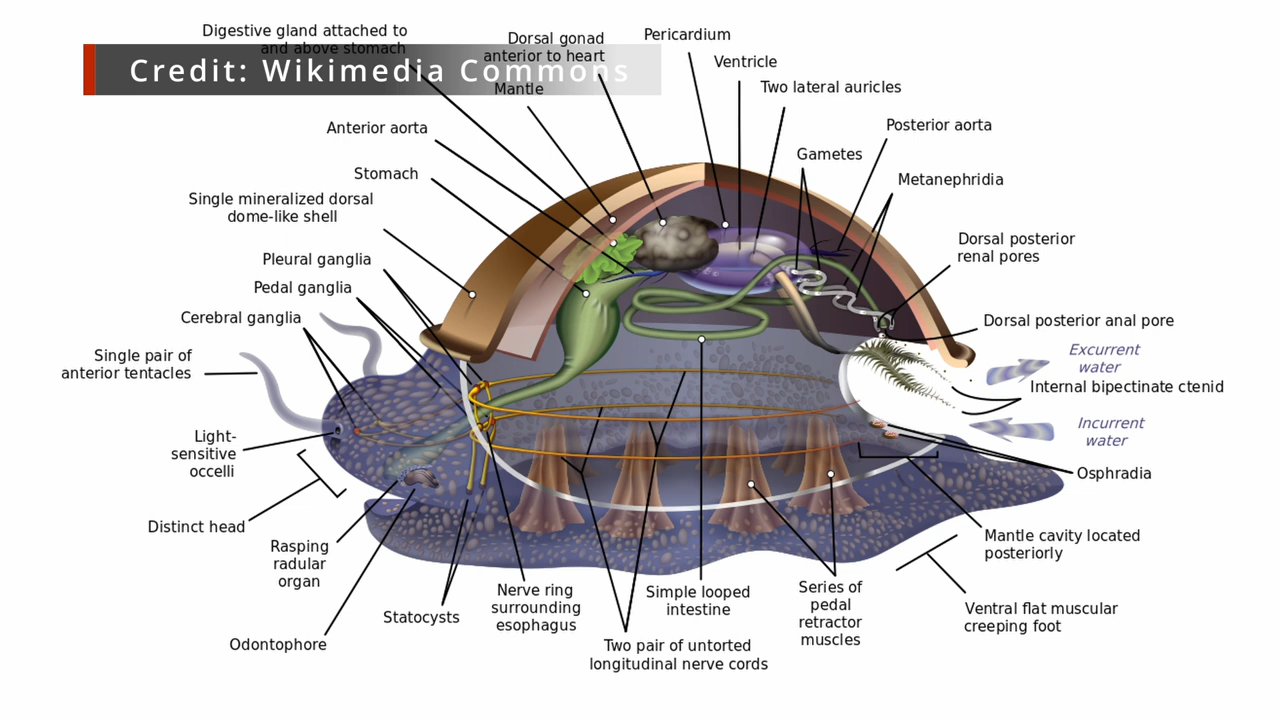 Digestive gland attached to
and above stomach
Credit: Wikimedia Commons
Dorsal gonad
anterior to heart
Pericardium
Mantle
Ventricle
Two lateral auricles
Anterior aorta
Posterior aorta
Gametes
Stomach
Metanephridia
Single mineralized dorsal
dome-like shell
Dorsal posterior
renal pores
Pleural ganglia
Pedal ganglia
Cerebral ganglia
Dorsal posterior anal pore
Single pair of
anterior tentacles
Excurrent
water
Internal bipectinate ctenid
Incurrent
water
Light-
sensitive
occelli
Osphradia
Distinct head
Rasping
radular
organ
Mantle cavity located
posteriorly
Odontophore
Statocysts
Nerve ring
surrounding
esophagus
Simple looped
intestine
Two pair of untorted
longitudinal nerve cords
Series of
pedal
retractor
muscles
Ventral flat muscular
creeping foot